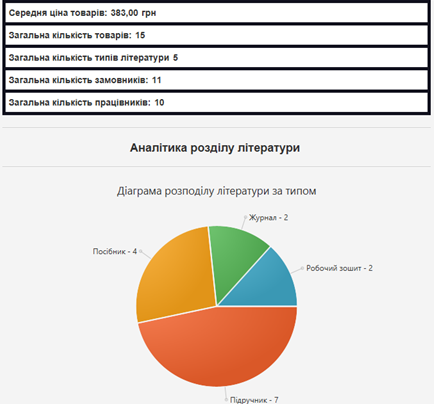 Середня ціна товарів: 383,00 грн
Загальна кількість товарів: 15
Загальна кількість типів літератури 5
Загальна кількість замовників: 11
Загальна кількість працівників: 10
Аналітика розділу літератури
Діаграма розподілу літератури за типом
Журнал - 2
Посібник - 4
Робочий зошит - 2
Підручник - 7